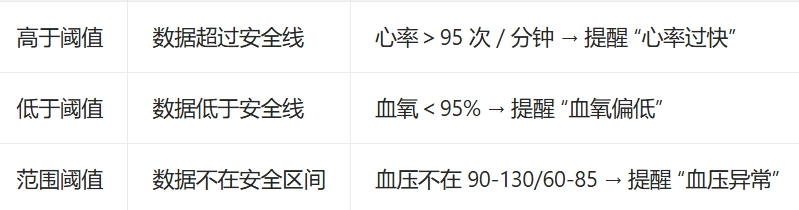 高于阈值 数据超过安全线 心率＞95 次 / 分钟 → 提醒 “心率过快”
低于阈值 数据低于安全线 血氧＜95% → 提醒 “血氧偏低”
范围阈值 数据不在安全区间 血压不在 90-130/60-85 → 提醒 “血压异常”